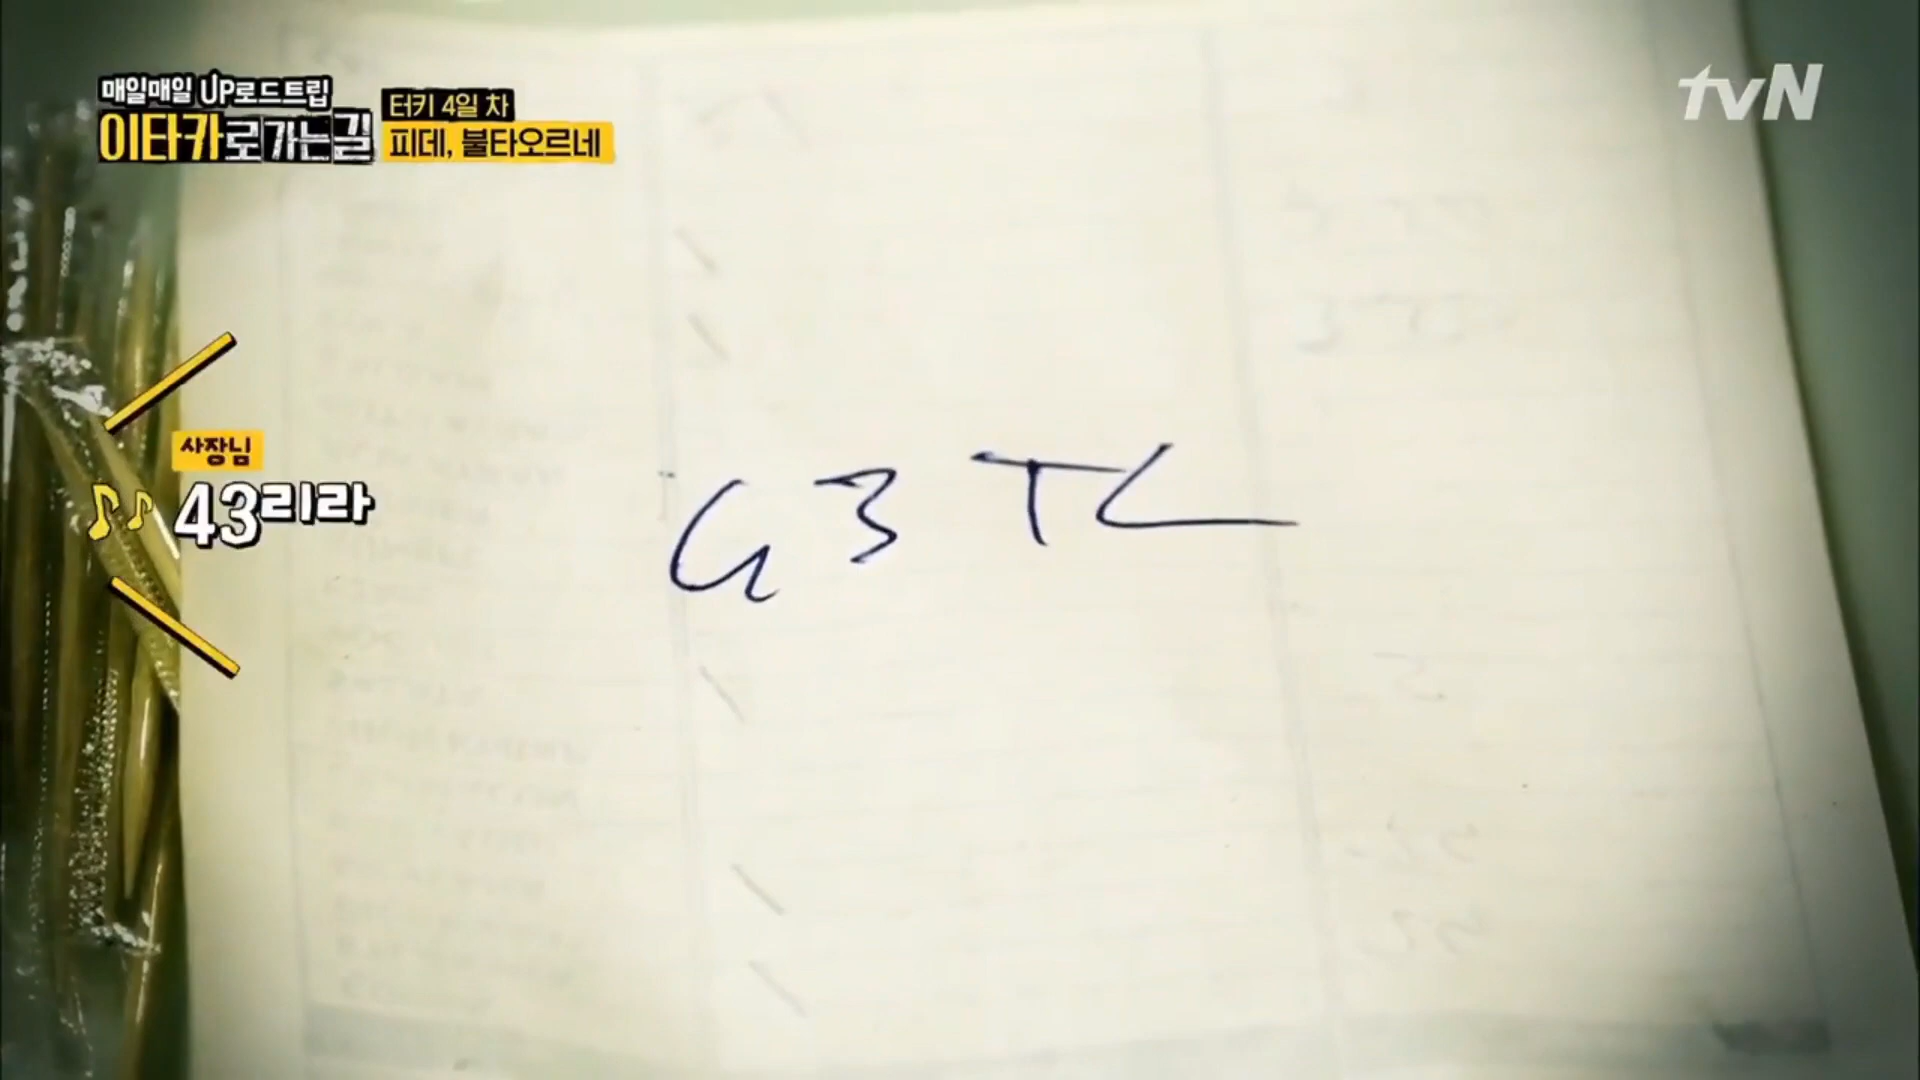 매일매일 UP로드트립
이타카로가는길
터키 4일 차
피데, 불타오르네
tvN
사장님
43리라
43 TL